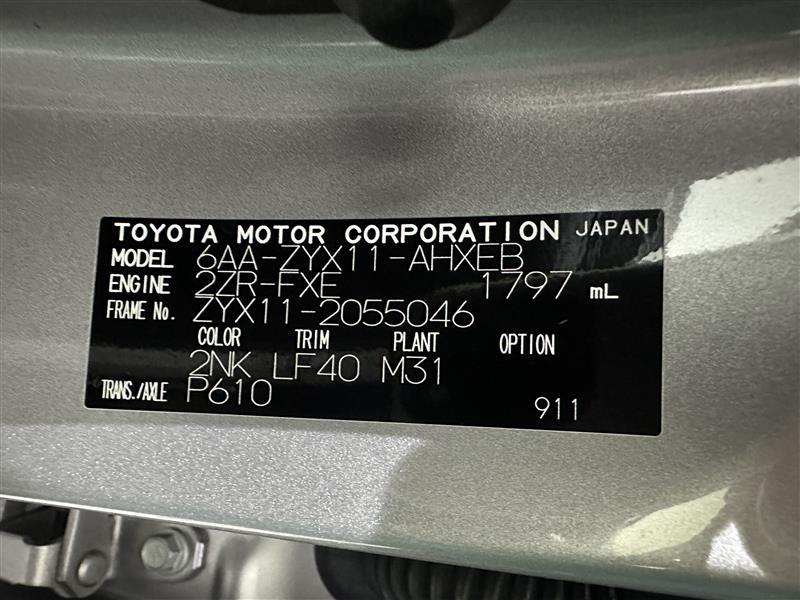 TOYOTA MOTOR CORPORATION JAPAN
MODEL 6AA-ZYX11-AHXEB
ENGINE 2ZR-FXE 1797 mL
FRAME No. ZYX11-2055046
COLOR TRIM PLANT OPTION
2NK LF40 M31
TRANS./AXLE P610
911